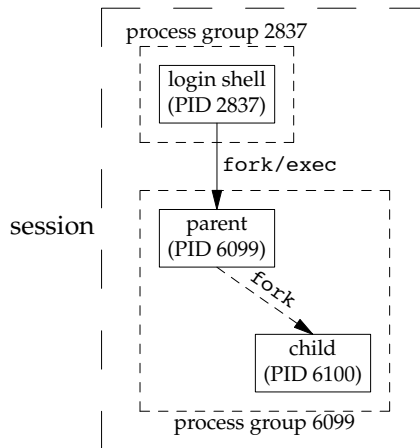 process group 2837
login shell
(PID 2837)
fork/exec
session
parent
(PID 6099)
fork
child
(PID 6100)
process group 6099